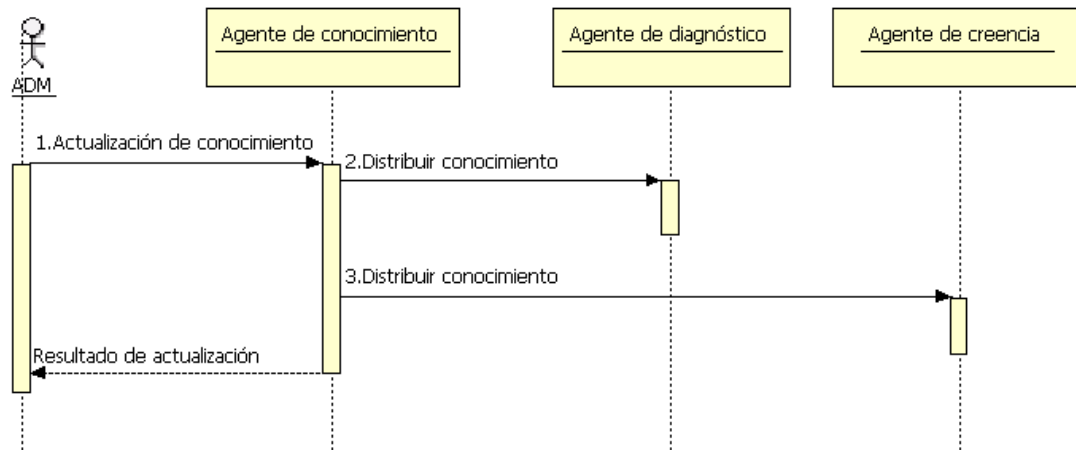 Agente de conocimiento
Agente de diagnóstico
Agente de creencia
ADM
1.Actualización de conocimiento
2.Distribuir conocimiento
3.Distribuir conocimiento
Resultado de actualización